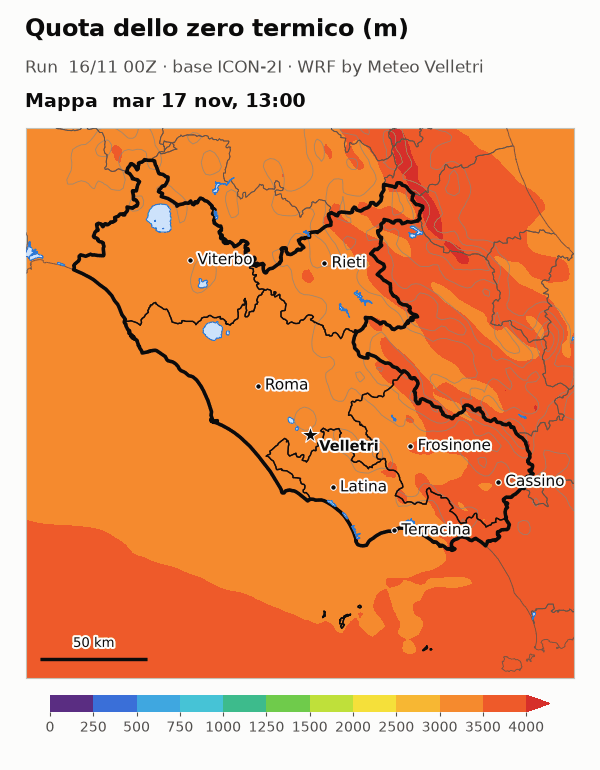 Quota dello zero termico (m)
Run 16/11 00Z · base ICON-2I · WRF by Meteo Velletri
Mappa mar 17 nov, 13:00
Viterbo
Rieti
Roma
Velletri
Frosinone
Latina
Cassino
Terracina
50 km
0 250 500 750 1000 1250 1500 2000 2500 3000 3500 4000